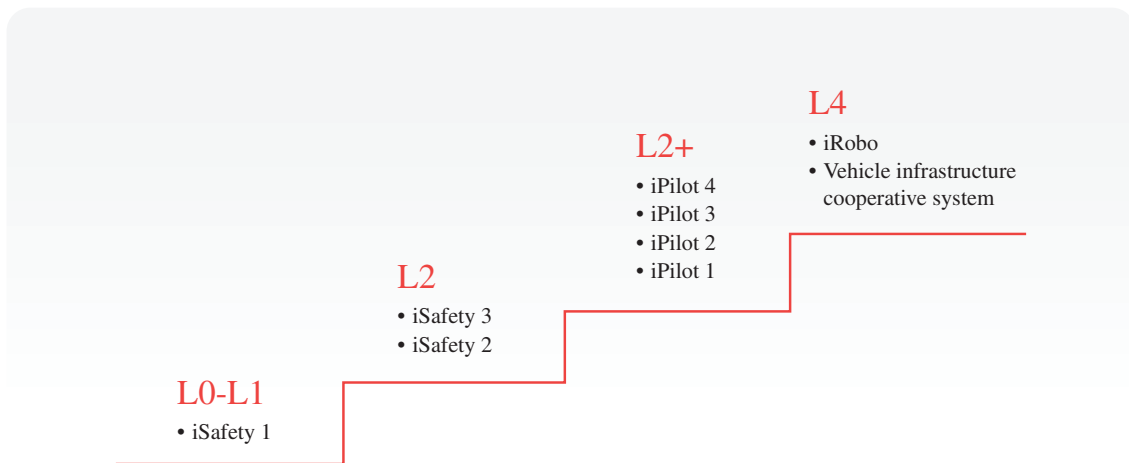 L0-L1
• iSafety 1
L2
• iSafety 3
• iSafety 2
L2+
• iPilot 4
• iPilot 3
• iPilot 2
• iPilot 1
L4
• iRobo
• Vehicle infrastructure
cooperative system